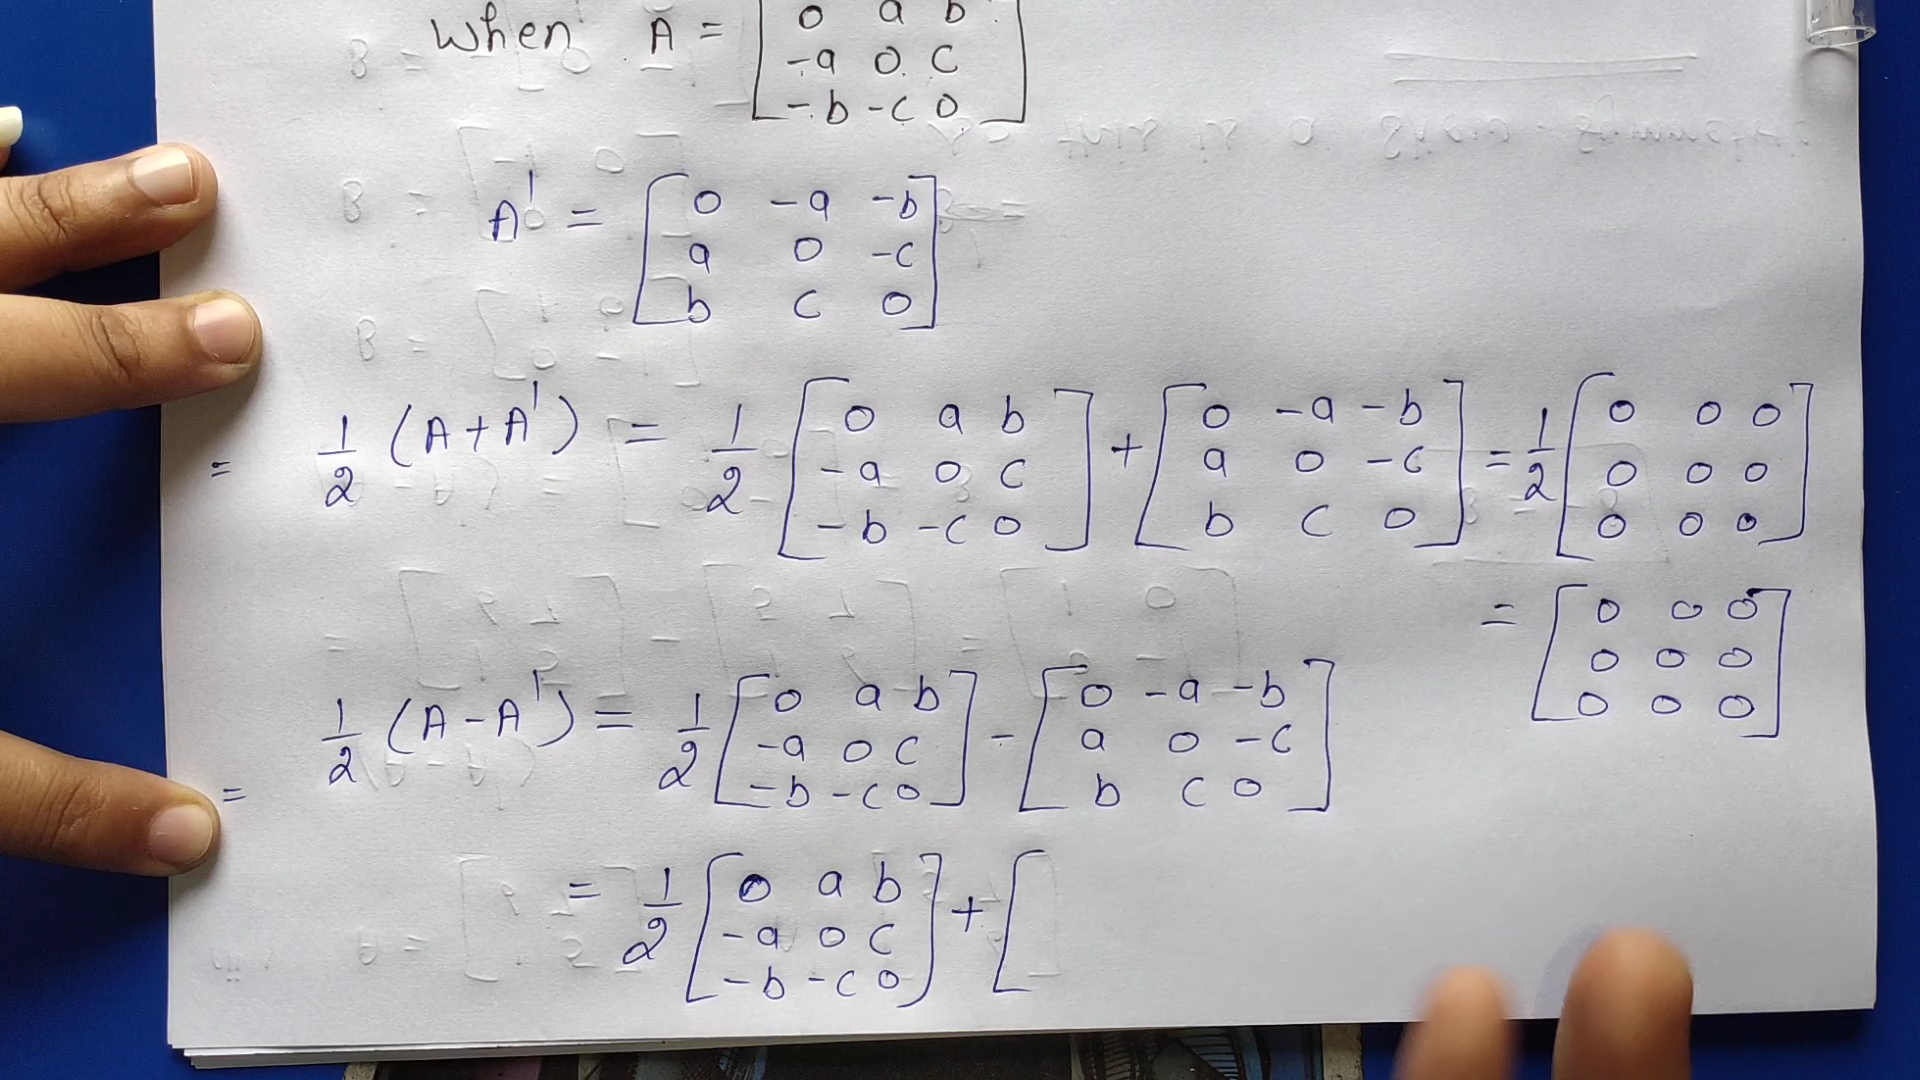 When A = [ 0 a b
-a 0 c
-b -c 0 ]
A' = [ 0 -a -b
a 0 -c
b c 0 ]
= 1/2 (A+A') = 1/2 [ 0 a b + [ 0 -a -b = 1/2 [ 0 0 0
-a 0 c ] a 0 -c ] 0 0 0
-b -c 0 b c 0 0 0 0 ]
= [ 0 0 0
0 0 0
0 0 0 ]
= 1/2 (A-A') = 1/2 [ 0 a b ] - [ 0 -a -b
-a 0 c a 0 -c
-b -c 0 b c 0 ]
= 1/2 [ 0 a b ] + [
-a 0 c
-b -c 0